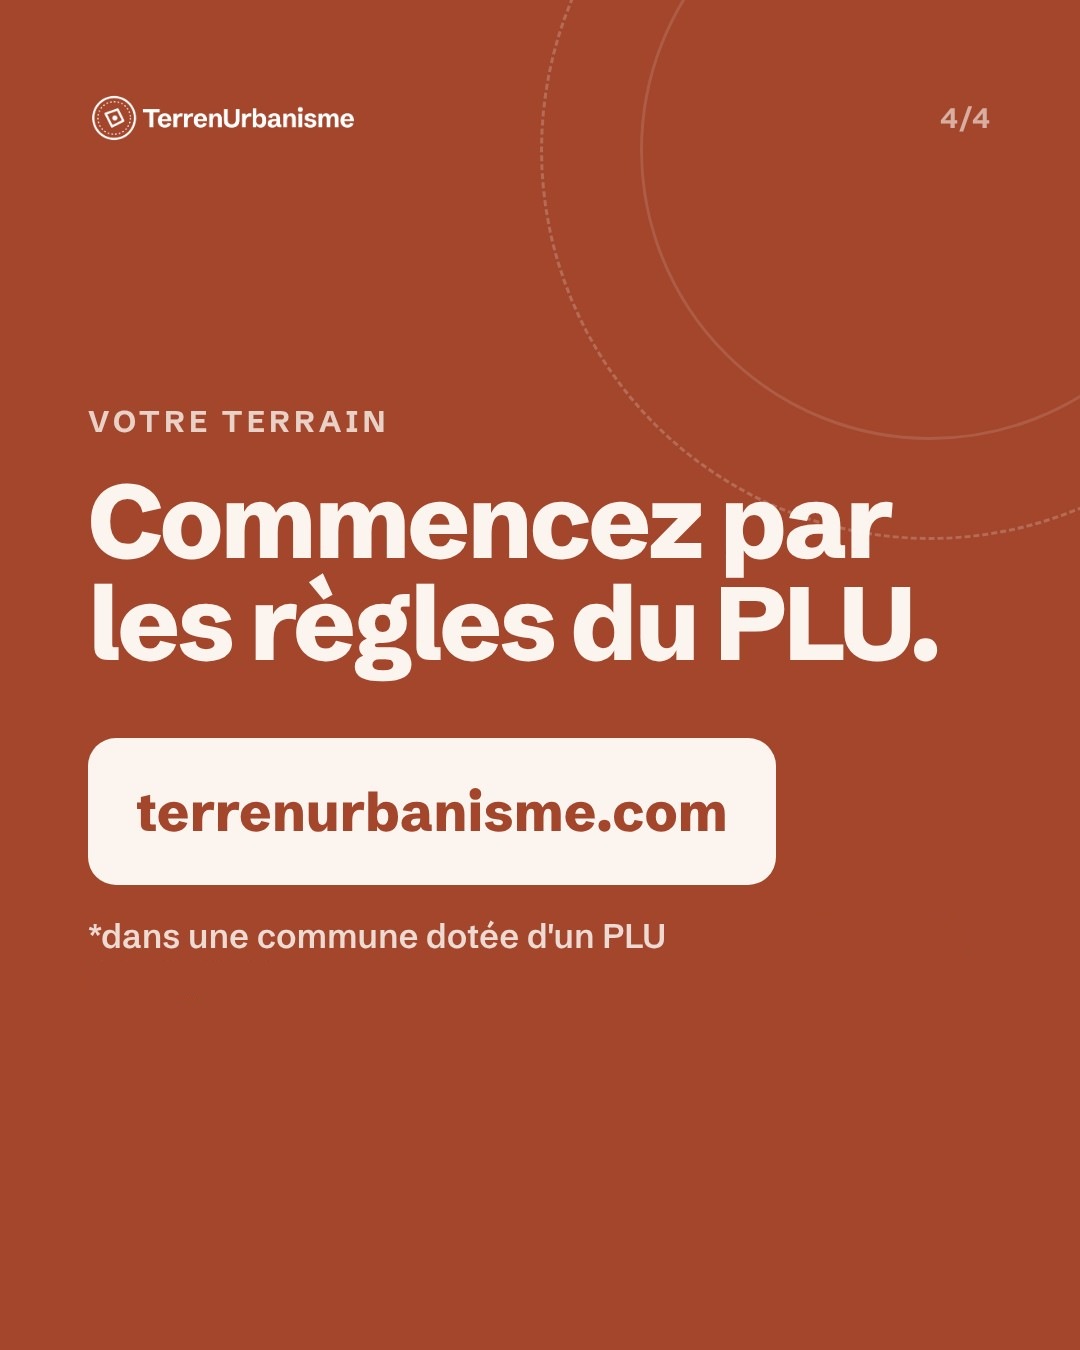 TerrenUrbanisme
4/4
VOTRE TERRAIN
Commencez par
les règles du PLU.
terrenurbanisme.com
*dans une commune dotée d'un PLU